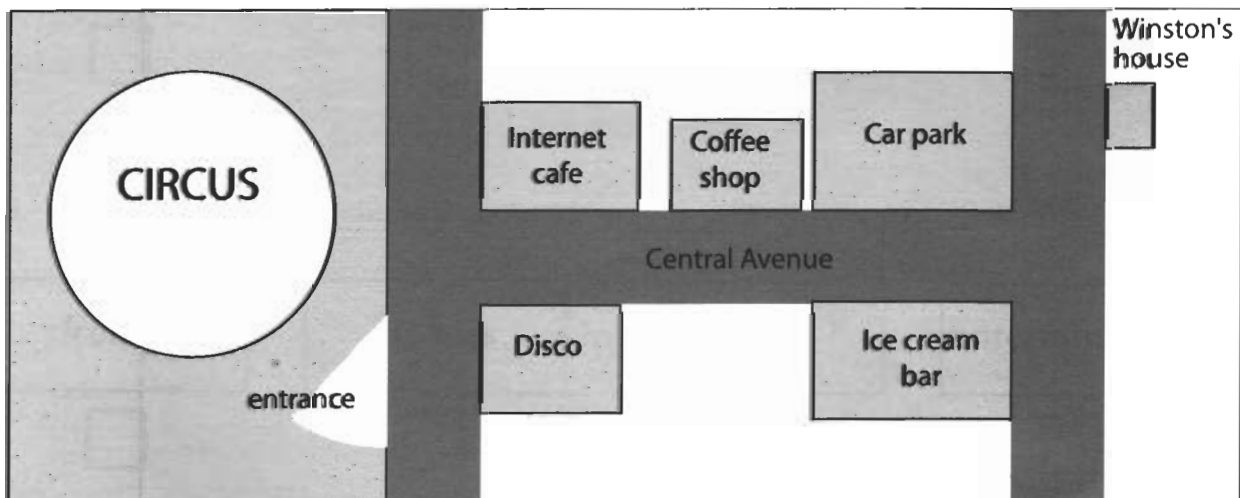 Winston's
house
Internet
cafe
Coffee
shop
Car park
CIRCUS
Central Avenue
Disco
Ice cream
bar
entrance